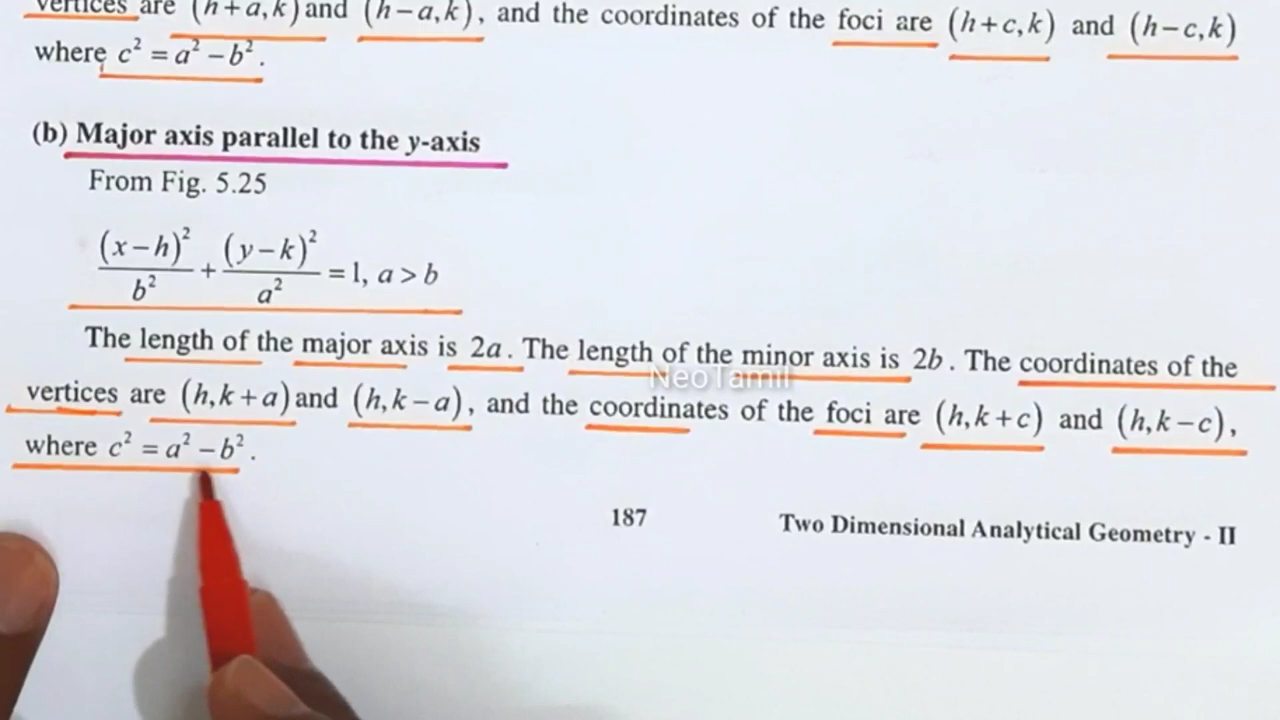 vertices are (h+a,k) and (h−a,k), and the coordinates of the foci are (h+c,k) and (h−c,k)
where c² = a² − b².
(b) Major axis parallel to the y-axis
From Fig. 5.25
(x−h)²/b² + (y−k)²/a² = 1, a > b
The length of the major axis is 2a. The length of the minor axis is 2b. The coordinates of the
NeoTamil
vertices are (h,k+a) and (h,k−a), and the coordinates of the foci are (h,k+c) and (h,k−c),
where c² = a² − b².
187 Two Dimensional Analytical Geometry - II